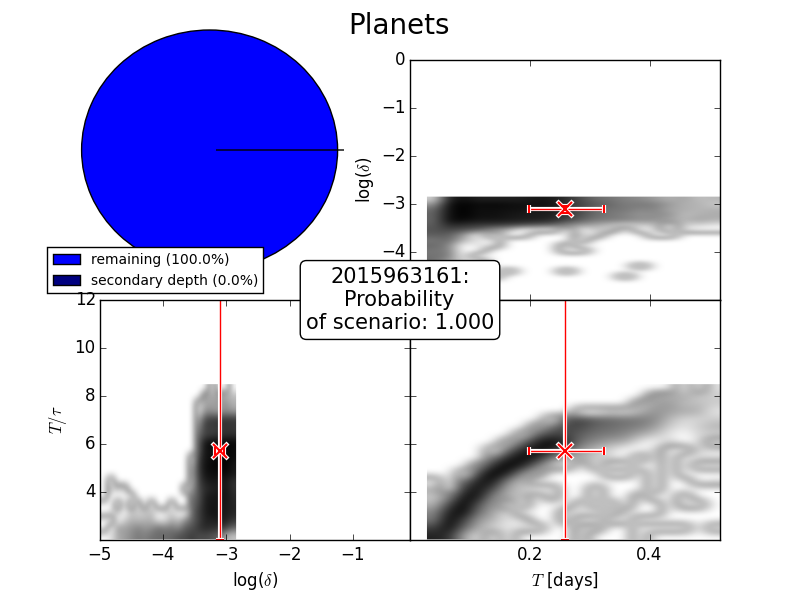 Planets
remaining (100.0%)
secondary depth (0.0%)
0
−1
−2
−3
−4
log(δ)
2015963161:
Probability
of scenario: 1.000
12
10
8
6
4
T/τ
−5
−4
−3
−2
−1
log(δ)
0.2
0.4
T [days]